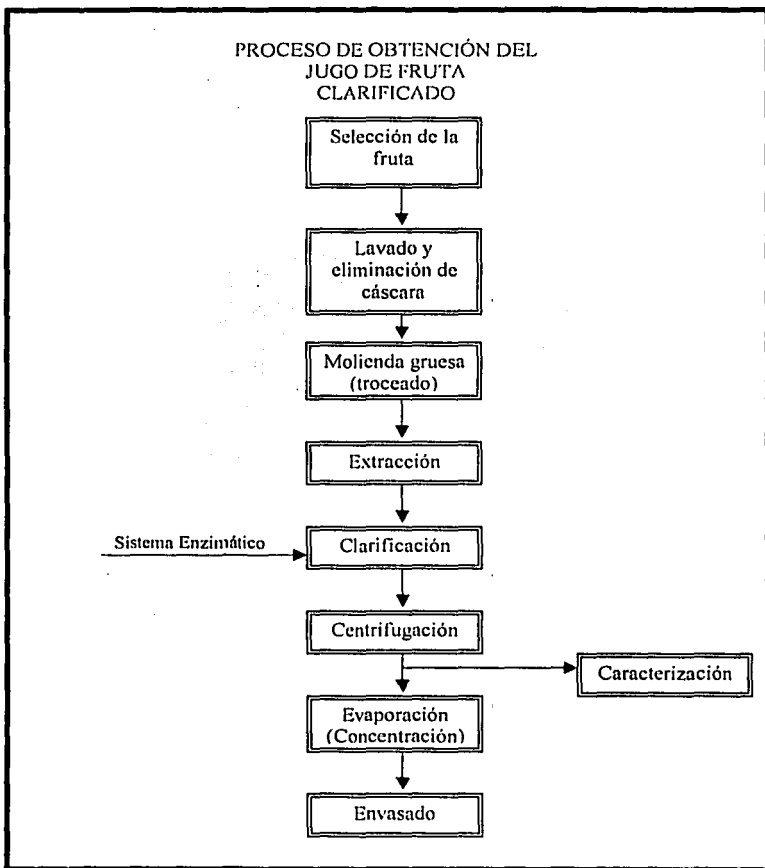 PROCESO DE OBTENCIÓN DEL
JUGO DE FRUTA
CLARIFICADO
Selección de la
fruta
Lavado y
eliminación de
cáscara
Molienda gruesa
(troceado)
Extracción
Sistema Enzimático
Clarificación
Centrifugación
Caracterización
Evaporación
(Concentración)
Envasado